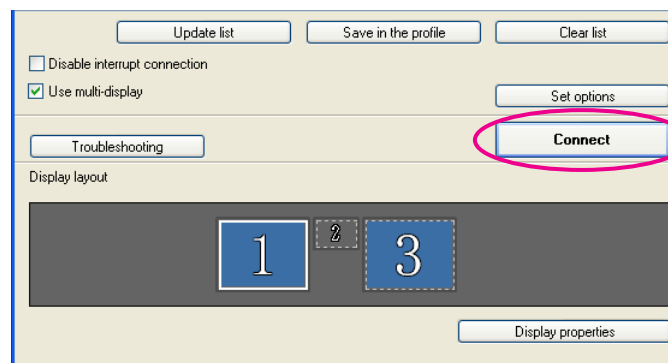 Update list Save in the profile Clear list
Disable interrupt connection
Use multi-display
Set options
Connect
Troubleshooting
Display layout
1 2 3
Display properties